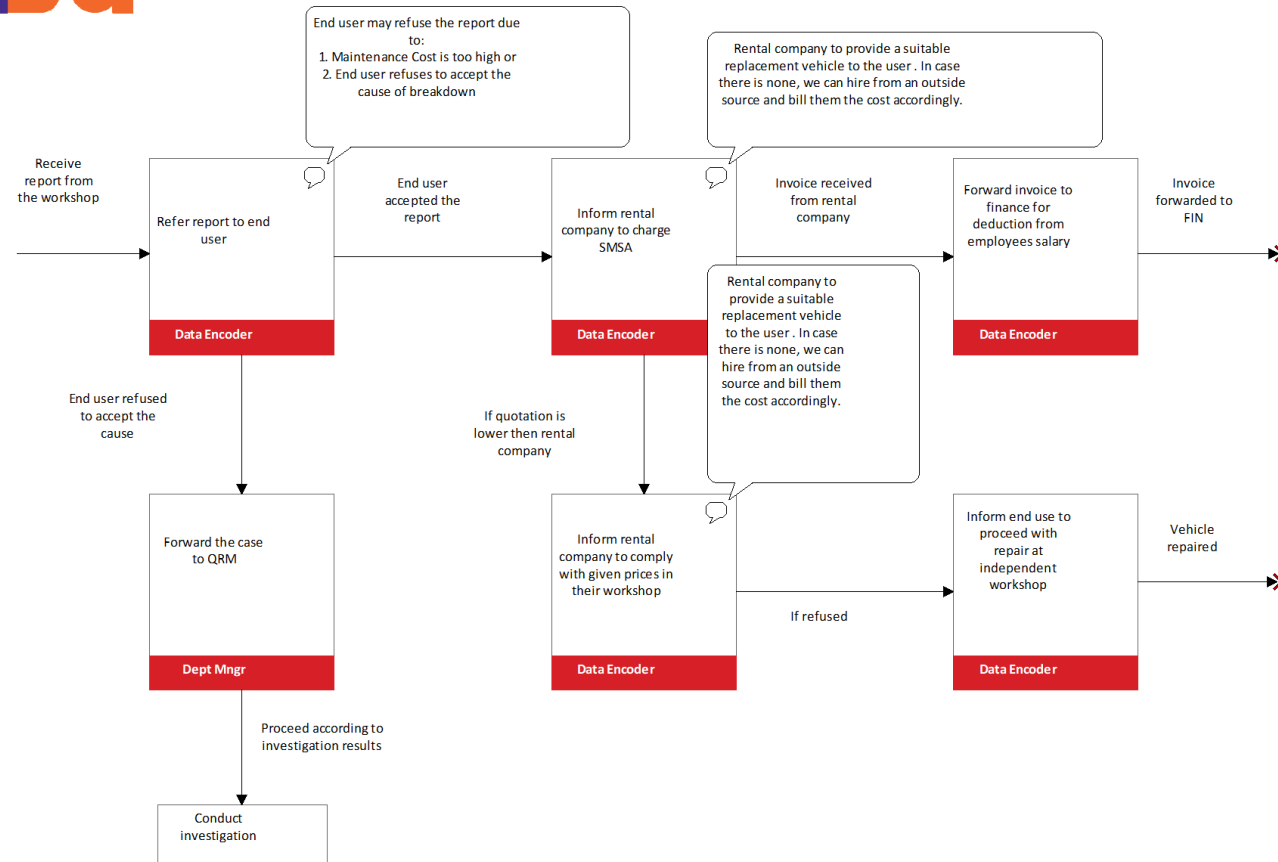 End user may refuse the report due
to:
1. Maintenance Cost is too high or
2. End user refuses to accept the
cause of breakdown
Rental company to provide a suitable
replacement vehicle to the user . In case
there is none, we can hire from an outside
source and bill them the cost accordingly.
Receive
report from
the workshop
Refer report to end
user
Data Encoder
End user
accepted the
report
Inform rental
company to charge
SMSA
Data Encoder
Invoice received
from rental
company
Forward invoice to
finance for
deduction from
employees salary
Data Encoder
Invoice
forwarded to
FIN
Rental company to
provide a suitable
replacement vehicle
to the user . In case
there is none, we can
hire from an outside
source and bill them
the cost accordingly.
End user refused
to accept the
cause
If quotation is
lower then rental
company
Forward the case
to QRM
Dept Mngr
Inform rental
company to comply
with given prices in
their workshop
Data Encoder
If refused
Inform end use to
proceed with
repair at
independent
workshop
Data Encoder
Vehicle
repaired
Proceed according to
investigation results
Conduct
investigation